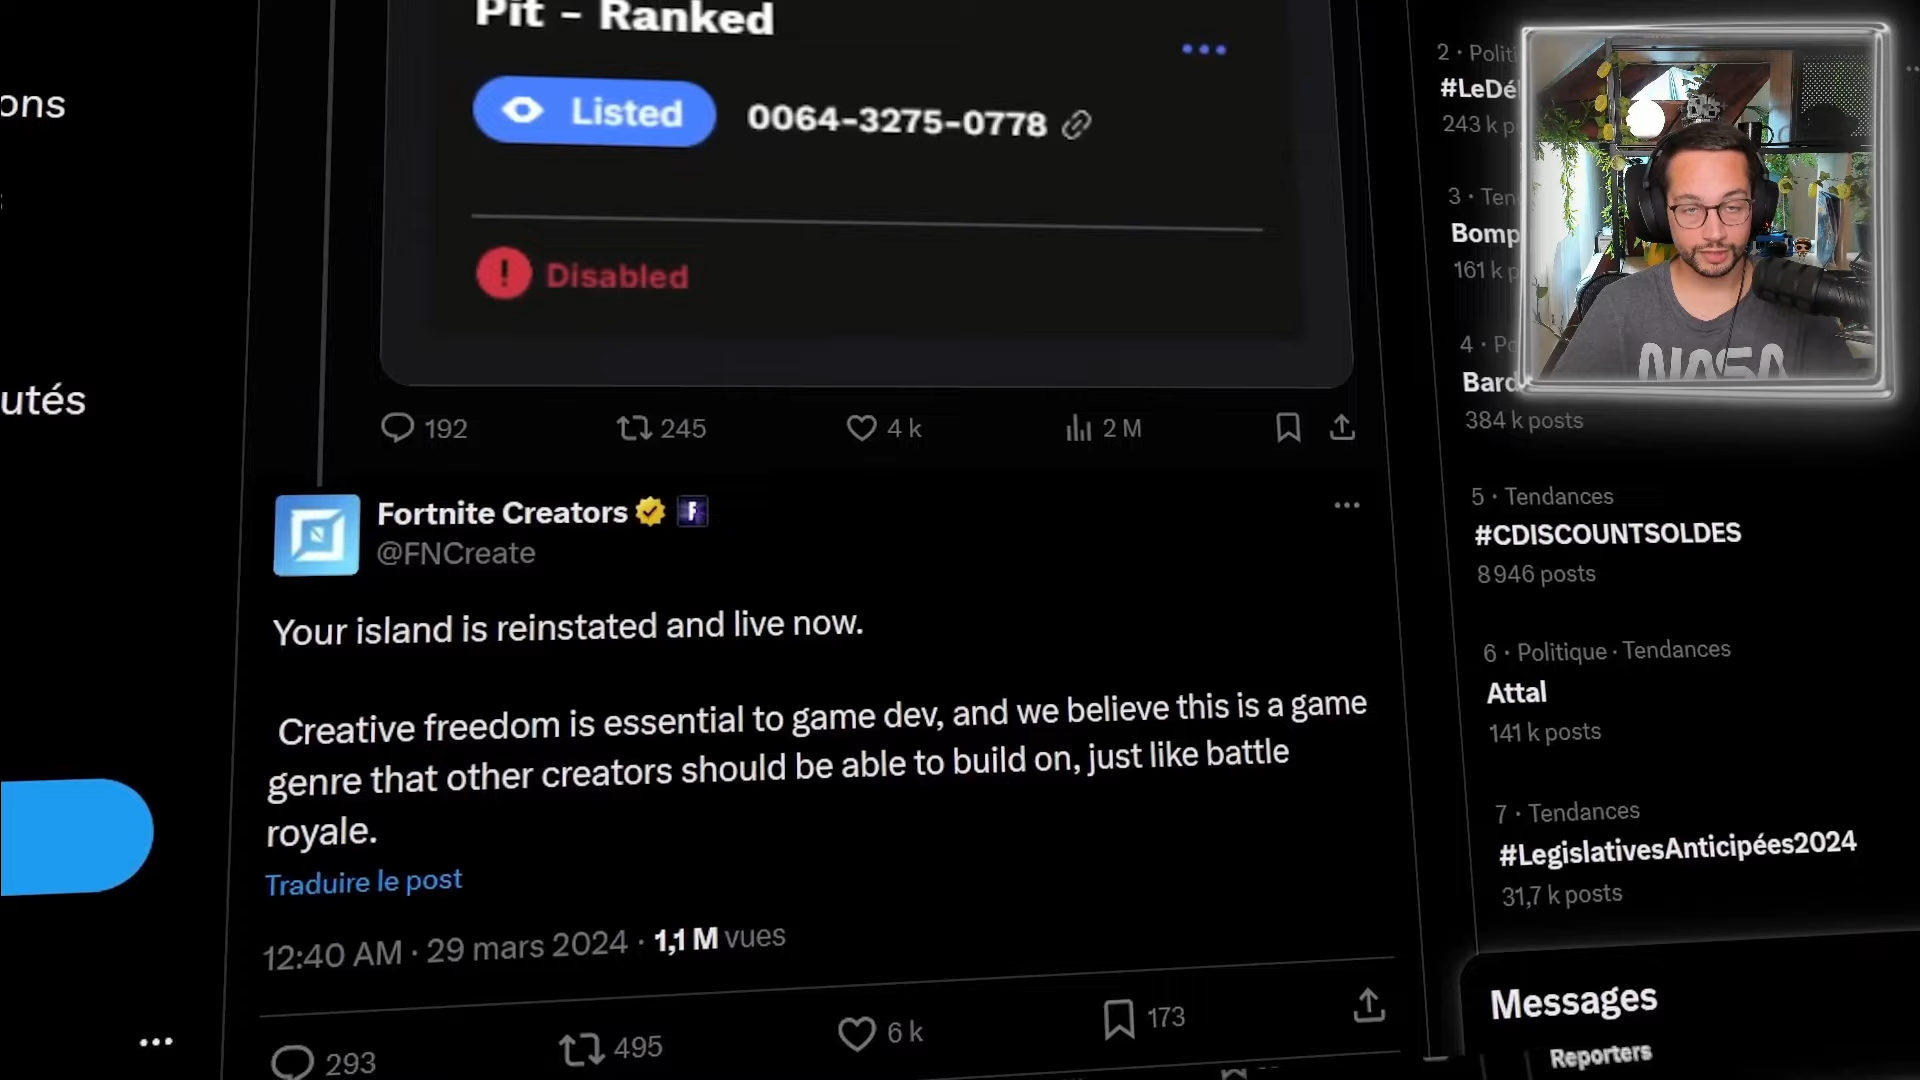 Pit - Ranked
Listed
0064-3275-0778
Disabled
ons
utés
192
245
4 k
2 M
Fortnite Creators
F
@FNCreate
Your island is reinstated and live now.
Creative freedom is essential to game dev, and we believe this is a game
genre that other creators should be able to build on, just like battle
royale.
Traduire le post
12:40 AM · 29 mars 2024 · 1,1 M vues
293
495
6 k
173
2 · Politi
#LeDé
243 k p
3 · Ten
Bomp
161 k p
4 · Po
Bard
384 k posts
5 · Tendances
#CDISCOUNTSOLDES
8 946 posts
6 · Politique · Tendances
Attal
141 k posts
7 · Tendances
#LegislativesAnticipées2024
31,7 k posts
Messages
Reporters
NASA